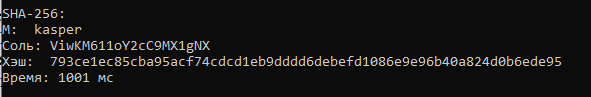 SHA-256:
M:  kasper
Соль: ViwKM611oY2cC9MX1gNX
Хэш:  793ce1ec85cba95acf74cdcd1eb9dddd6debefd1086e9e96b40a824d0b6ede95
Время: 1001 мс